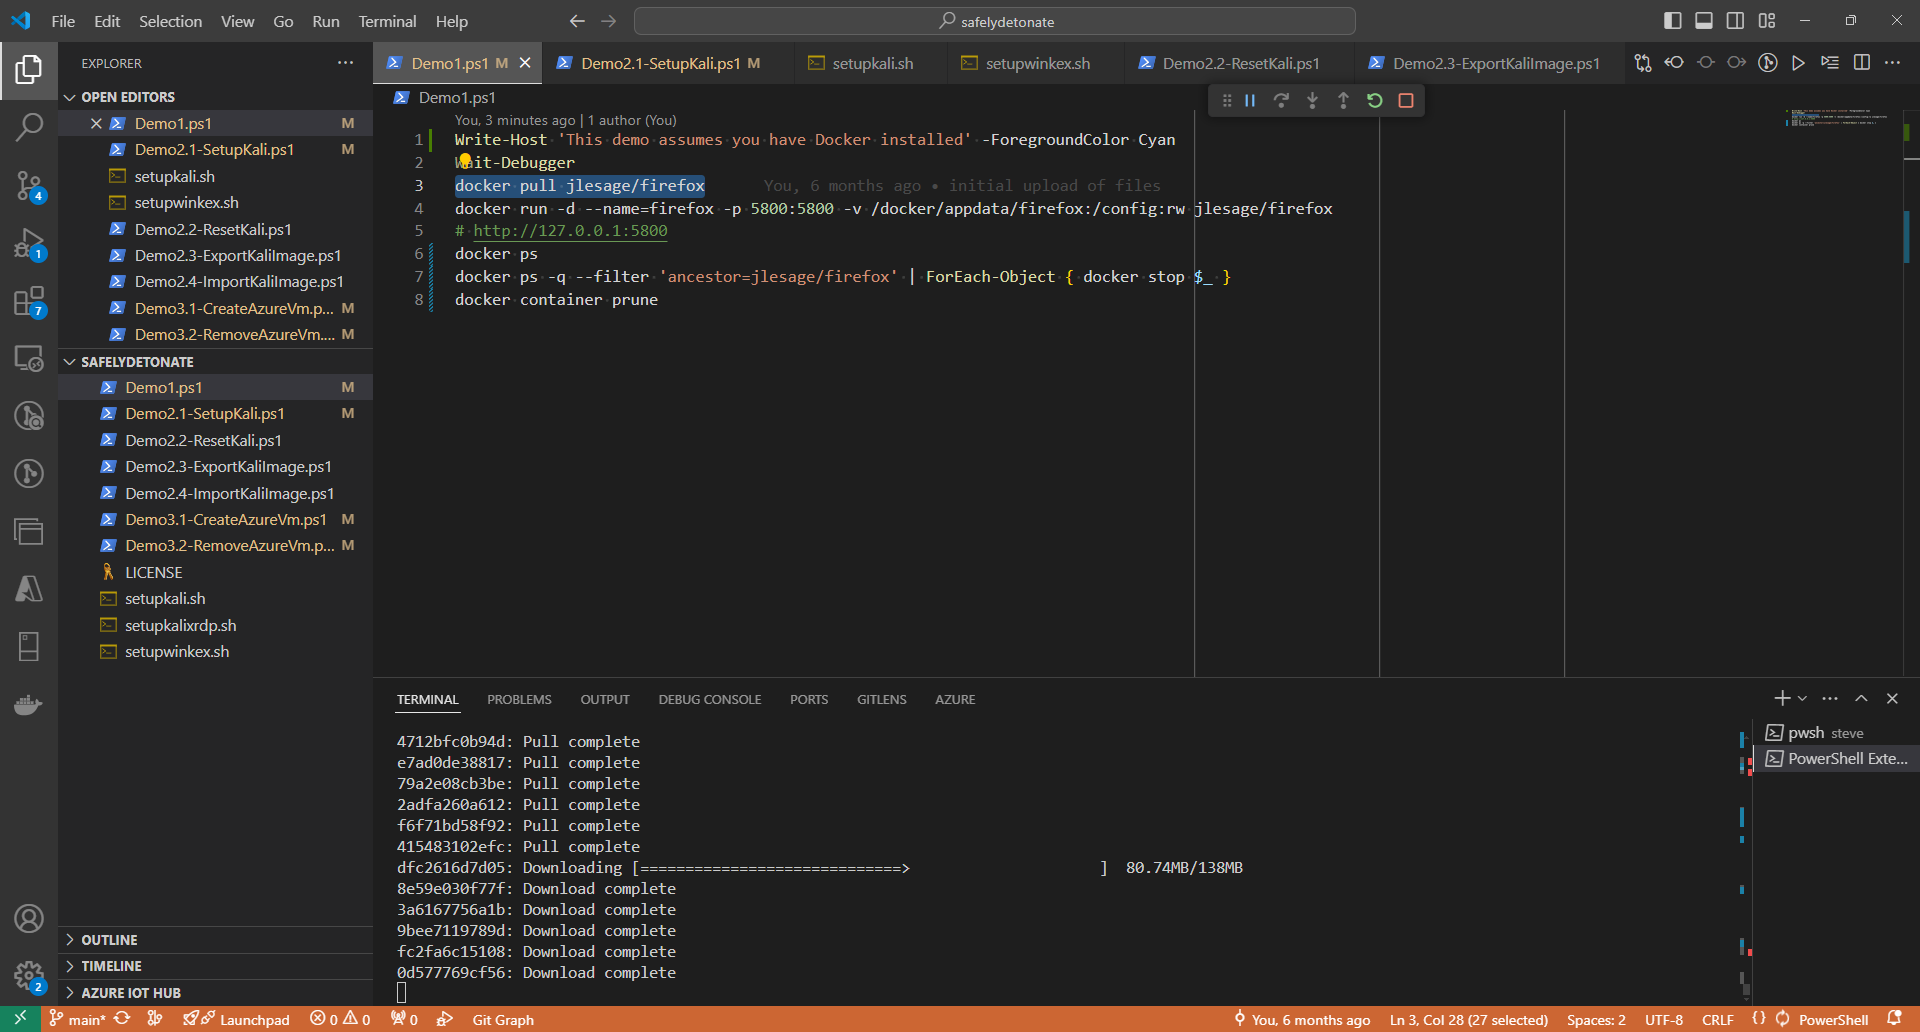 File Edit Selection View Go Run Terminal Help
safelydetonate
EXPLORER
OPEN EDITORS
Demo1.ps1 M
Demo2.1-SetupKali.ps1 M
setupkali.sh
setupwinkex.sh
Demo2.2-ResetKali.ps1
Demo2.3-ExportKaliImage.ps1
Demo2.4-ImportKaliImage.ps1
Demo3.1-CreateAzureVm.p... M
Demo3.2-RemoveAzureVm.... M
SAFELYDETONATE
Demo1.ps1 M
Demo2.1-SetupKali.ps1 M
Demo2.2-ResetKali.ps1
Demo2.3-ExportKaliImage.ps1
Demo2.4-ImportKaliImage.ps1
Demo3.1-CreateAzureVm.ps1 M
Demo3.2-RemoveAzureVm.p... M
LICENSE
setupkali.sh
setupkalixrdp.sh
setupwinkex.sh
OUTLINE
TIMELINE
AZURE IOT HUB
4
1
7
2
Demo1.ps1 M Demo2.1-SetupKali.ps1 M setupkali.sh setupwinkex.sh Demo2.2-ResetKali.ps1 Demo2.3-ExportKaliImage.ps1
Demo1.ps1
You, 3 minutes ago | 1 author (You)
1 Write-Host 'This demo assumes you have Docker installed' -ForegroundColor Cyan
2 Wait-Debugger
3 docker pull jlesage/firefox You, 6 months ago • initial upload of files
4 docker run -d --name=firefox -p 5800:5800 -v /docker/appdata/firefox:/config:rw jlesage/firefox
5 # http://127.0.0.1:5800
6 docker ps
7 docker ps -q --filter 'ancestor=jlesage/firefox' | ForEach-Object { docker stop $_ }
8 docker container prune
TERMINAL PROBLEMS OUTPUT DEBUG CONSOLE PORTS GITLENS AZURE
4712bfc0b94d: Pull complete
e7ad0de38817: Pull complete
79a2e08cb3be: Pull complete
2adfa260a612: Pull complete
f6f71bd58f92: Pull complete
415483102efc: Pull complete
dfc2616d7d05: Downloading [=============================> ] 80.74MB/138MB
8e59e030f77f: Download complete
3a6167756a1b: Download complete
9bee7119789d: Download complete
fc2fa6c15108: Download complete
0d577769cf56: Download complete
pwsh steve
PowerShell Exte...
main* Launchpad 0 0 0 Git Graph You, 6 months ago Ln 3, Col 28 (27 selected) Spaces: 2 UTF-8 CRLF {} PowerShell